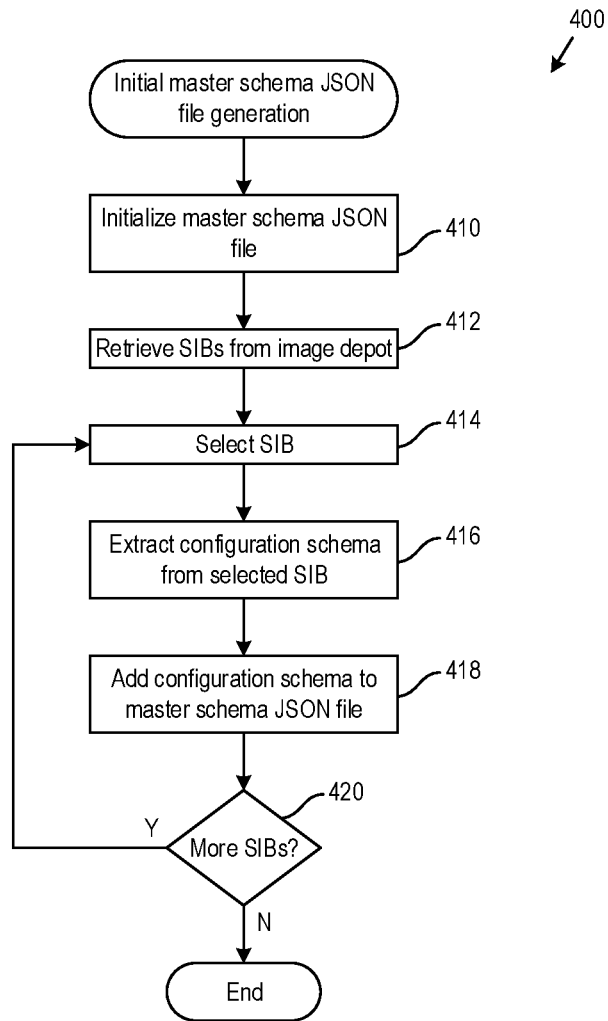 400
Initial master schema JSON
file generation
Initialize master schema JSON
file
410
412
Retrieve SIBs from image depot
414
Select SIB
Extract configuration schema
from selected SIB
416
Add configuration schema to
master schema JSON file
418
420
Y
More SIBs?
N
End